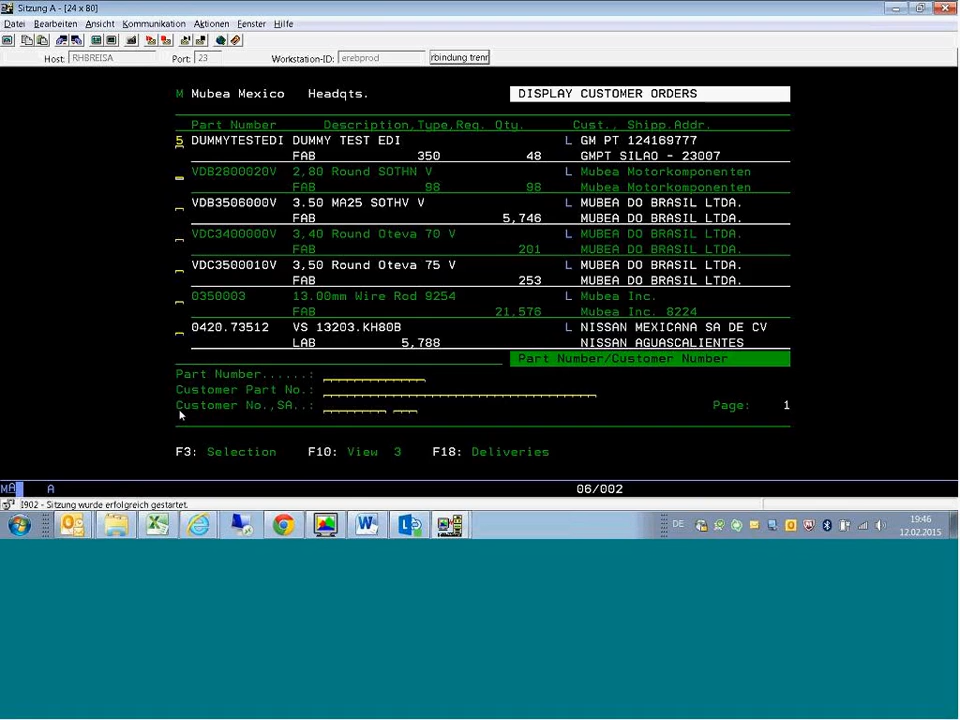 Sitzung A - [24 x 80]
Datei Bearbeiten Ansicht Kommunikation Aktionen Fenster Hilfe
Host: RHBREISA Port: 23 Workstation-ID: erebprod rbindung trenr
M Mubea Mexico Headqts. DISPLAY CUSTOMER ORDERS
Part Number Description,Type,Req. Qty. Cust., Shipp.Addr.
5 DUMMYTESTEDI DUMMY TEST EDI L GM PT 124169777
FAB 350 48 GMPT SILAO - 23007
VDB2800020V 2,80 Round SOTHN V L Mubea Motorkomponenten
FAB 98 98 Mubea Motorkomponenten
VDB3506000V 3.50 MA25 SOTHV V L MUBEA DO BRASIL LTDA.
FAB 5,746 MUBEA DO BRASIL LTDA.
VDC3400000V 3,40 Round Oteva 70 V L MUBEA DO BRASIL LTDA.
FAB 201 MUBEA DO BRASIL LTDA.
VDC3500010V 3,50 Round Oteva 75 V L MUBEA DO BRASIL LTDA.
FAB 253 MUBEA DO BRASIL LTDA.
0350003 13.00mm Wire Rod 9254 L Mubea Inc.
FAB 21,576 Mubea Inc. 8224
0420.73512 VS 13203.KH80B L NISSAN MEXICANA SA DE CV
LAB 5,788 NISSAN AGUASCALIENTES
Part Number/Customer Number
Part Number......:
Customer Part No.:
Customer No.,SA..: Page: 1
F3: Selection F10: View 3 F18: Deliveries
MA A 06/002
I902 - Sitzung wurde erfolgreich gestartet.
DE 19:46
12.02.2015